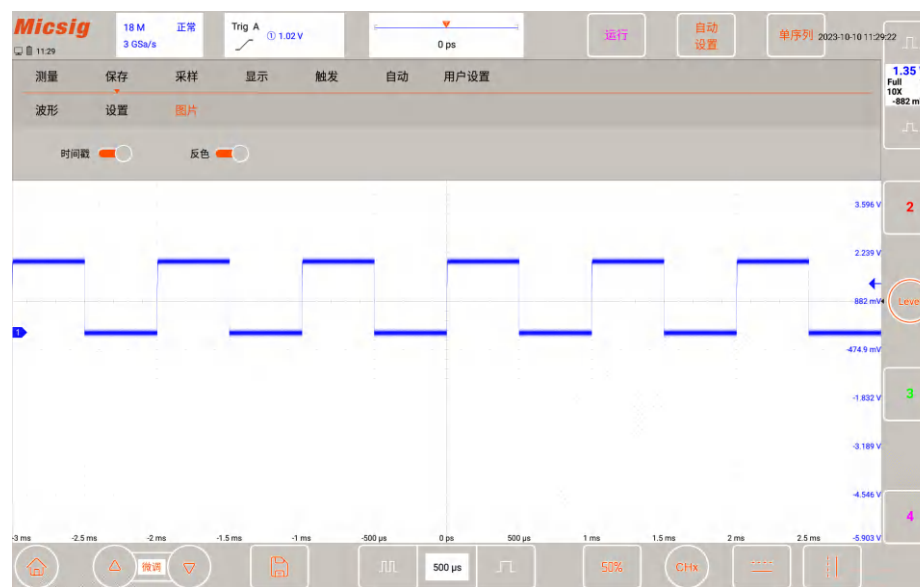 Micsig
11:29
18 M 正常
3 GSa/s
Trig A ① 1.02 V
0 ps
运行
自动
设置
单序列
2023-10-10 11:29:22
测量 保存 采样 显示 触发 自动 用户设置
波形 设置 图片
时间戳 反色
1.35
Full
10X
-882 m
3.596 V
2
2.239 V
882 mV
Leve
1
-474.9 mV
-1.832 V
3
-3.189 V
-4.546 V
4
-5.903 V
-3 ms -2.5 ms -2 ms -1.5 ms -1 ms -500 μs 0 ps 500 μs 1 ms 1.5 ms 2 ms 2.5 ms
微调 500 μs 50% CHx